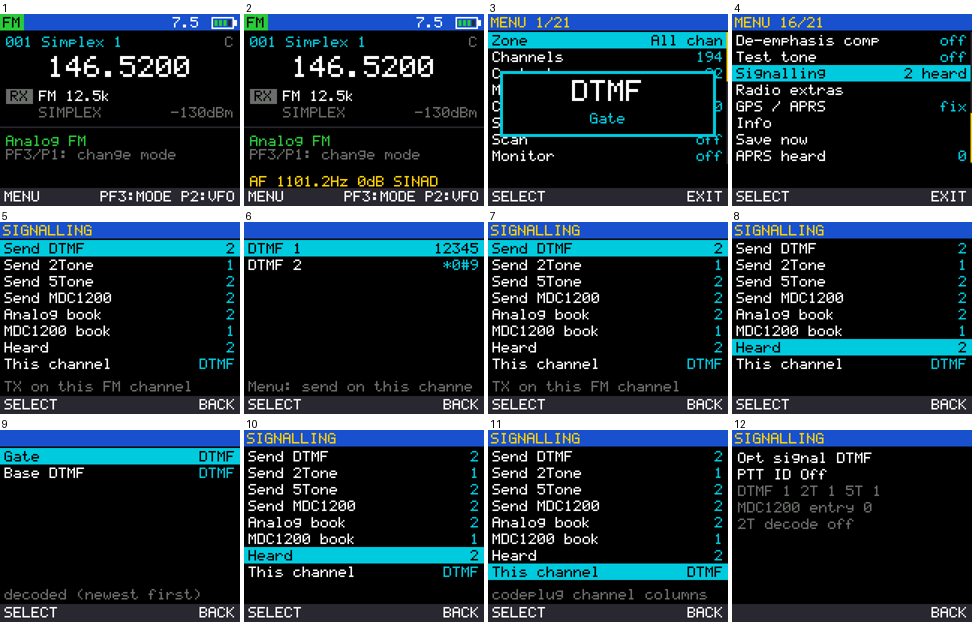 1
FM 7.5
001 Simplex 1 C
146.5200
RX FM 12.5k
SIMPLEX -130dBm
Analog FM
PF3/P1: change mode
MENU PF3:MODE P2:VFO
2
FM 7.5
001 Simplex 1 C
146.5200
RX FM 12.5k
SIMPLEX -130dBm
Analog FM
PF3/P1: change mode
AF 1101.2Hz 0dB SINAD
MENU PF3:MODE P2:VFO
3
MENU 1/21
Zone All chan
Channels 194
DTMF
Gate
Scan off
Monitor off
SELECT EXIT
4
MENU 16/21
De-emphasis comp off
Test tone off
Signalling 2 heard
Radio extras
GPS / APRS fix
Info
Save now
APRS heard 0
SELECT EXIT
5
SIGNALLING
Send DTMF 2
Send 2Tone 1
Send 5Tone 2
Send MDC1200 2
Analog book 2
MDC1200 book 1
Heard 2
This channel DTMF
TX on this FM channel
SELECT BACK
6
DTMF 1 12345
DTMF 2 *0#9
Menu: send on this channe
SELECT BACK
7
SIGNALLING
Send DTMF 2
Send 2Tone 1
Send 5Tone 2
Send MDC1200 2
Analog book 2
MDC1200 book 1
Heard 2
This channel DTMF
TX on this FM channel
SELECT BACK
8
SIGNALLING
Send DTMF 2
Send 2Tone 1
Send 5Tone 2
Send MDC1200 2
Analog book 2
MDC1200 book 1
Heard 2
This channel DTMF
SELECT BACK
9
Gate DTMF
Base DTMF DTMF
decoded (newest first)
SELECT BACK
10
SIGNALLING
Send DTMF 2
Send 2Tone 1
Send 5Tone 2
Send MDC1200 2
Analog book 2
MDC1200 book 1
Heard 2
This channel DTMF
SELECT BACK
11
SIGNALLING
Send DTMF 2
Send 2Tone 1
Send 5Tone 2
Send MDC1200 2
Analog book 2
MDC1200 book 1
Heard 2
This channel DTMF
codeplug channel columns
SELECT BACK
12
SIGNALLING
Opt signal DTMF
PTT ID Off
DTMF 1 2T 1 5T 1
MDC1200 entry 0
2T decode off
BACK